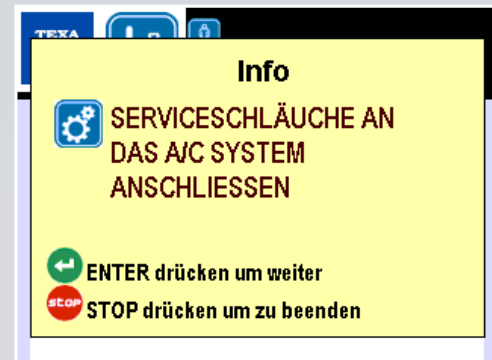 TEXA
Info
SERVICESCHLÄUCHE AN
DAS A/C SYSTEM
ANSCHLIESSEN
ENTER drücken um weiter
STOP
STOP drücken um zu beenden